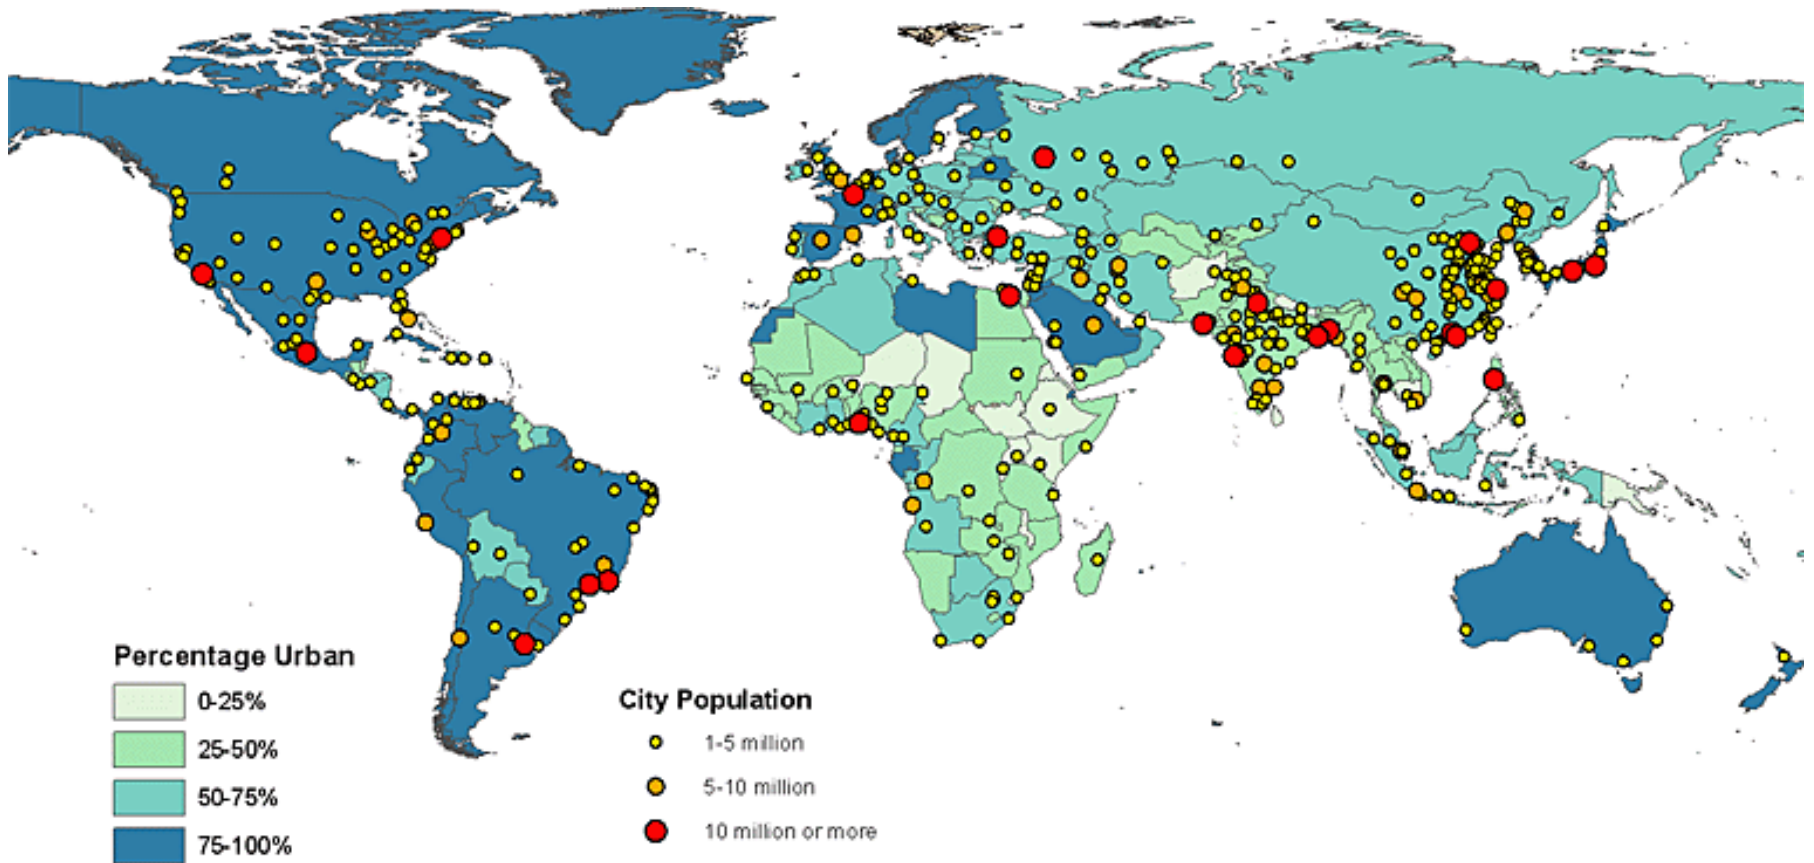 Percentage Urban
0-25%
25-50%
50-75%
75-100%
City Population
1-5 million
5-10 million
10 million or more